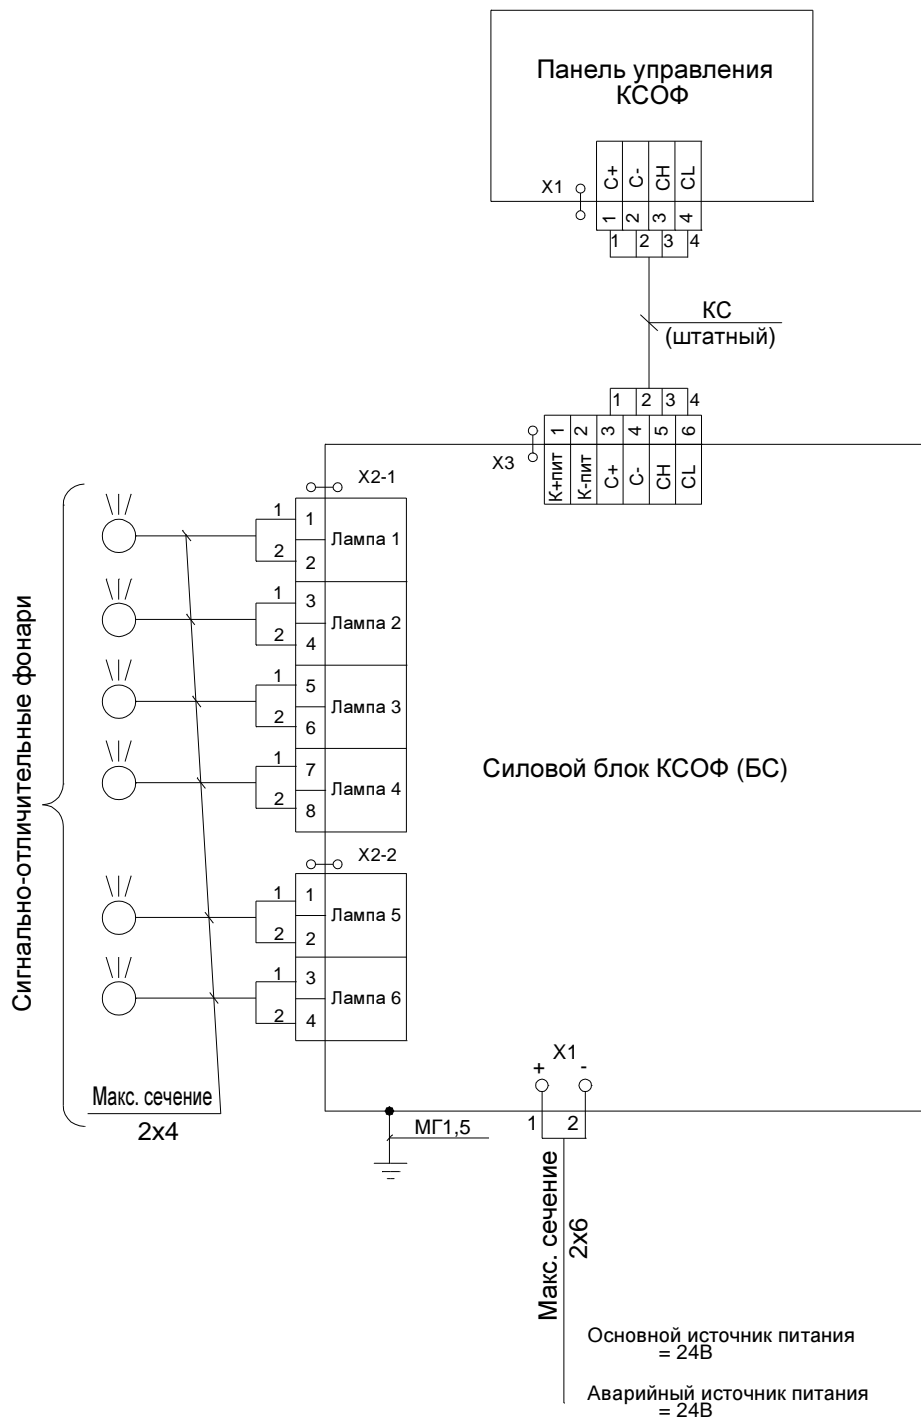 Панель управления
КСОФ
X1
C+
C-
CH
CL
1
2
3
4
1
2
3
4
КС
(штатный)
1
2
3
4
X3
1
2
3
4
5
6
К+пит
К-пит
C+
C-
CH
CL
Сигнально-отличительные фонари
X2-1
1
1
2
2
Лампа 1
1
3
2
4
Лампа 2
1
5
2
6
Лампа 3
1
7
2
8
Лампа 4
Силовой блок КСОФ (БС)
X2-2
1
1
2
2
Лампа 5
1
3
2
4
Лампа 6
Макс. сечение
2х4
МГ1,5
X1
+
-
1
2
Макс. сечение
2х6
Основной источник питания
= 24В
Аварийный источник питания
= 24В